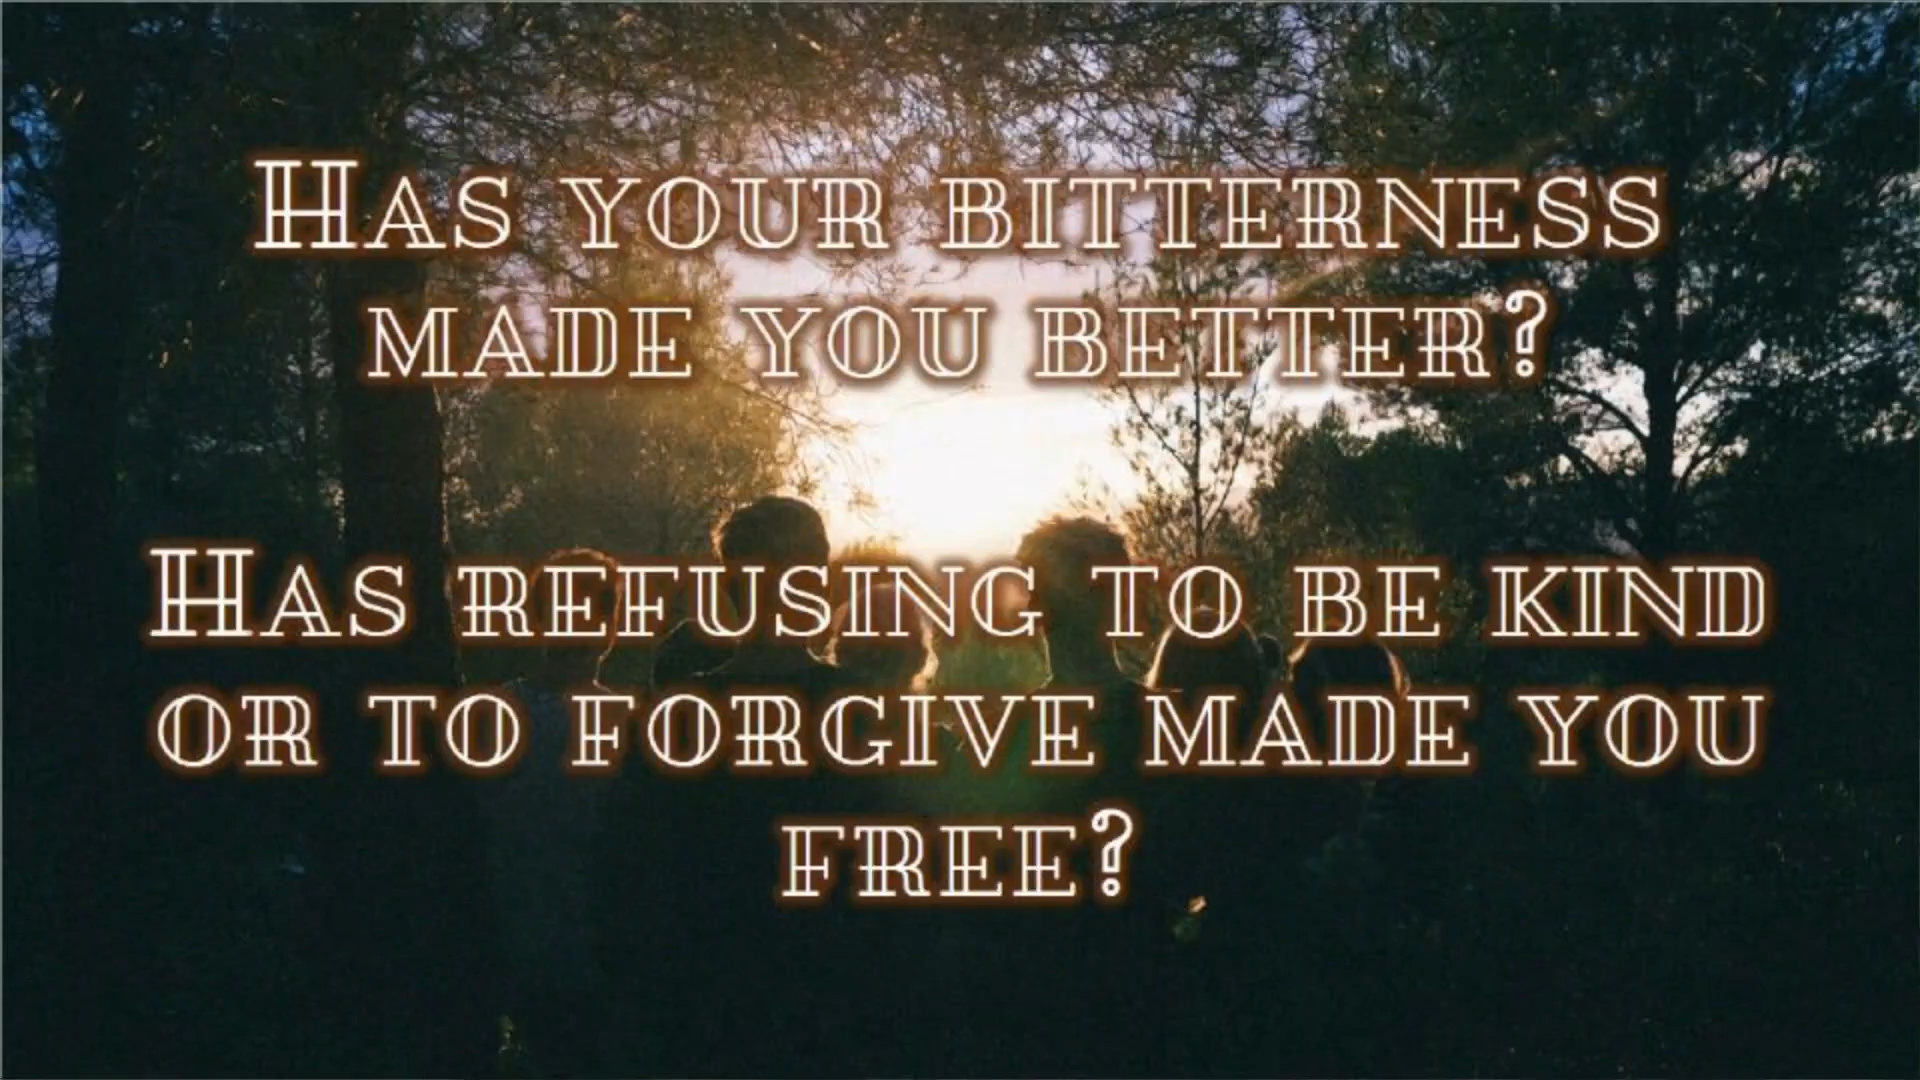 Has your bitterness
made you better?
Has refusing to be kind
or to forgive made you
free?